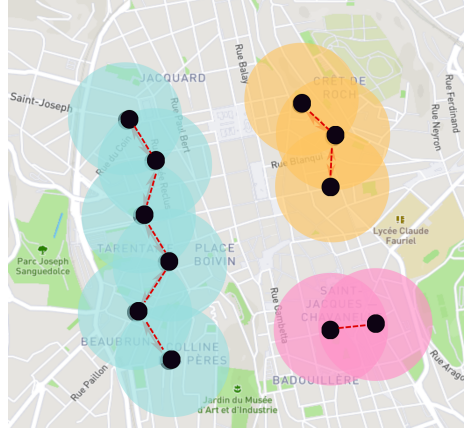 JACQUARD
Rue Balay
CRÊT DE
ROCH
Saint-Joseph
Rue Paul Bert
Rue Ferdinand
Rue Neyron
Rue Blanqui
Lycée Claude
Fauriel
PLACE
BOIVIN
Parc Joseph
Sanguedolce
SAINT-
JACQUES
Rue Gambetta
BEAUBRUN
COLLINE
PÈRES
Rue Paillon
BADOUILLÈRE
Rue Arago
Jardin du Musée
d'Art et d'Industrie